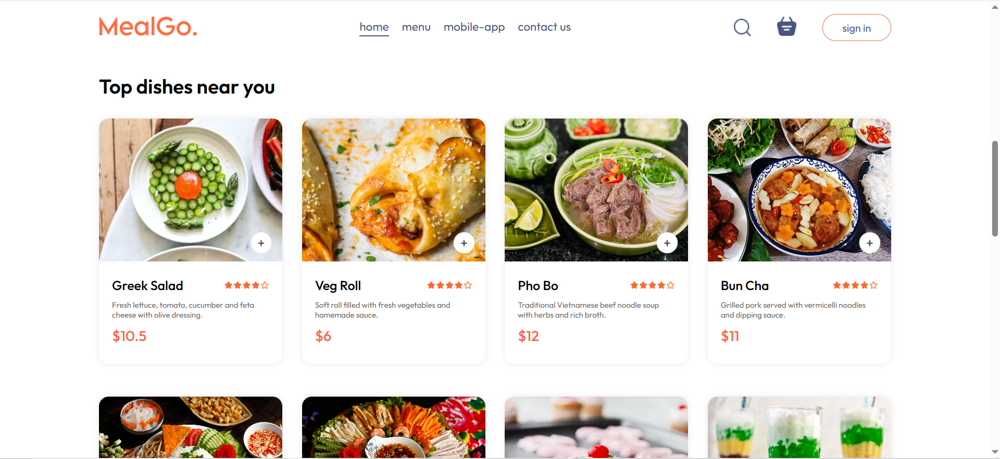 MealGo.
home menu mobile-app contact us
sign in
Top dishes near you
Greek Salad
Fresh lettuce, tomato, cucumber and feta
cheese with olive dressing.
$10.5
Veg Roll
Soft roll filled with fresh vegetables and
homemade sauce.
$6
Pho Bo
Traditional Vietnamese beef noodle soup
with herbs and rich broth.
$12
Bun Cha
Grilled pork served with vermicelli noodles
and dipping sauce.
$11